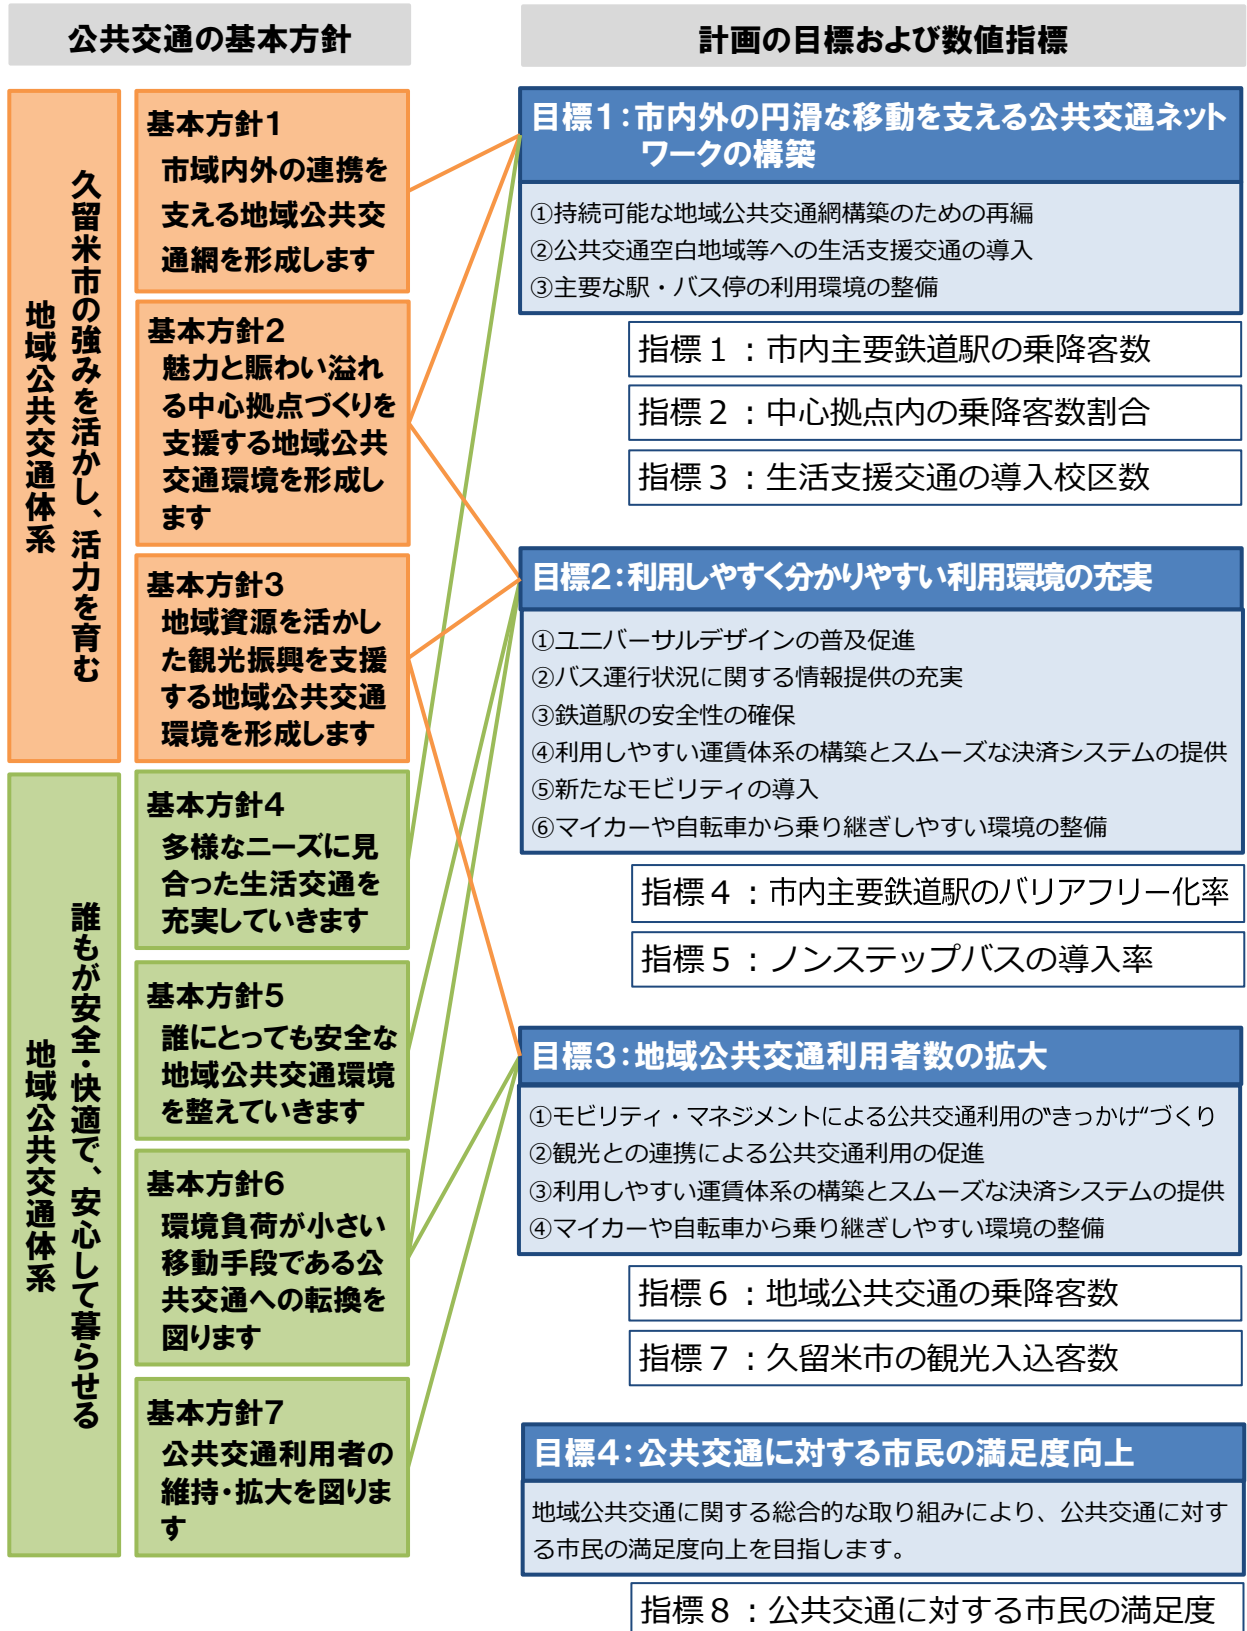 公共交通の基本方針
計画の目標および数値指標
久留米市の強みを活かし、活力を育む
地域公共交通体系
基本方針1
市域内外の連携を
支える地域公共交
通網を形成します
基本方針2
魅力と賑わい溢れ
る中心拠点づくりを
支援する地域公共
交通環境を形成し
ます
基本方針3
地域資源を活かし
た観光振興を支援
する地域公共交通
環境を形成します
誰もが安全・快適で、安心して暮らせる
地域公共交通体系
基本方針4
多様なニーズに見
合った生活交通を
充実していきます
基本方針5
誰にとっても安全な
地域公共交通環境
を整えていきます
基本方針6
環境負荷が小さい
移動手段である公
共交通への転換を
図ります
基本方針7
公共交通利用者の
維持・拡大を図りま
す
目標1：市内外の円滑な移動を支える公共交通ネット
ワークの構築
①持続可能な地域公共交通網構築のための再編
②公共交通空白地域等への生活支援交通の導入
③主要な駅・バス停の利用環境の整備
指標１：市内主要鉄道駅の乗降客数
指標２：中心拠点内の乗降客数割合
指標３：生活支援交通の導入校区数
目標2：利用しやすく分かりやすい利用環境の充実
①ユニバーサルデザインの普及促進
②バス運行状況に関する情報提供の充実
③鉄道駅の安全性の確保
④利用しやすい運賃体系の構築とスムーズな決済システムの提供
⑤新たなモビリティの導入
⑥マイカーや自転車から乗り継ぎしやすい環境の整備
指標４：市内主要鉄道駅のバリアフリー化率
指標５：ノンステップバスの導入率
目標3：地域公共交通利用者数の拡大
①モビリティ・マネジメントによる公共交通利用の“きっかけ“づくり
②観光との連携による公共交通利用の促進
③利用しやすい運賃体系の構築とスムーズな決済システムの提供
④マイカーや自転車から乗り継ぎしやすい環境の整備
指標６：地域公共交通の乗降客数
指標７：久留米市の観光入込客数
目標4：公共交通に対する市民の満足度向上
地域公共交通に関する総合的な取り組みにより、公共交通に対す
る市民の満足度向上を目指します。
指標８：公共交通に対する市民の満足度